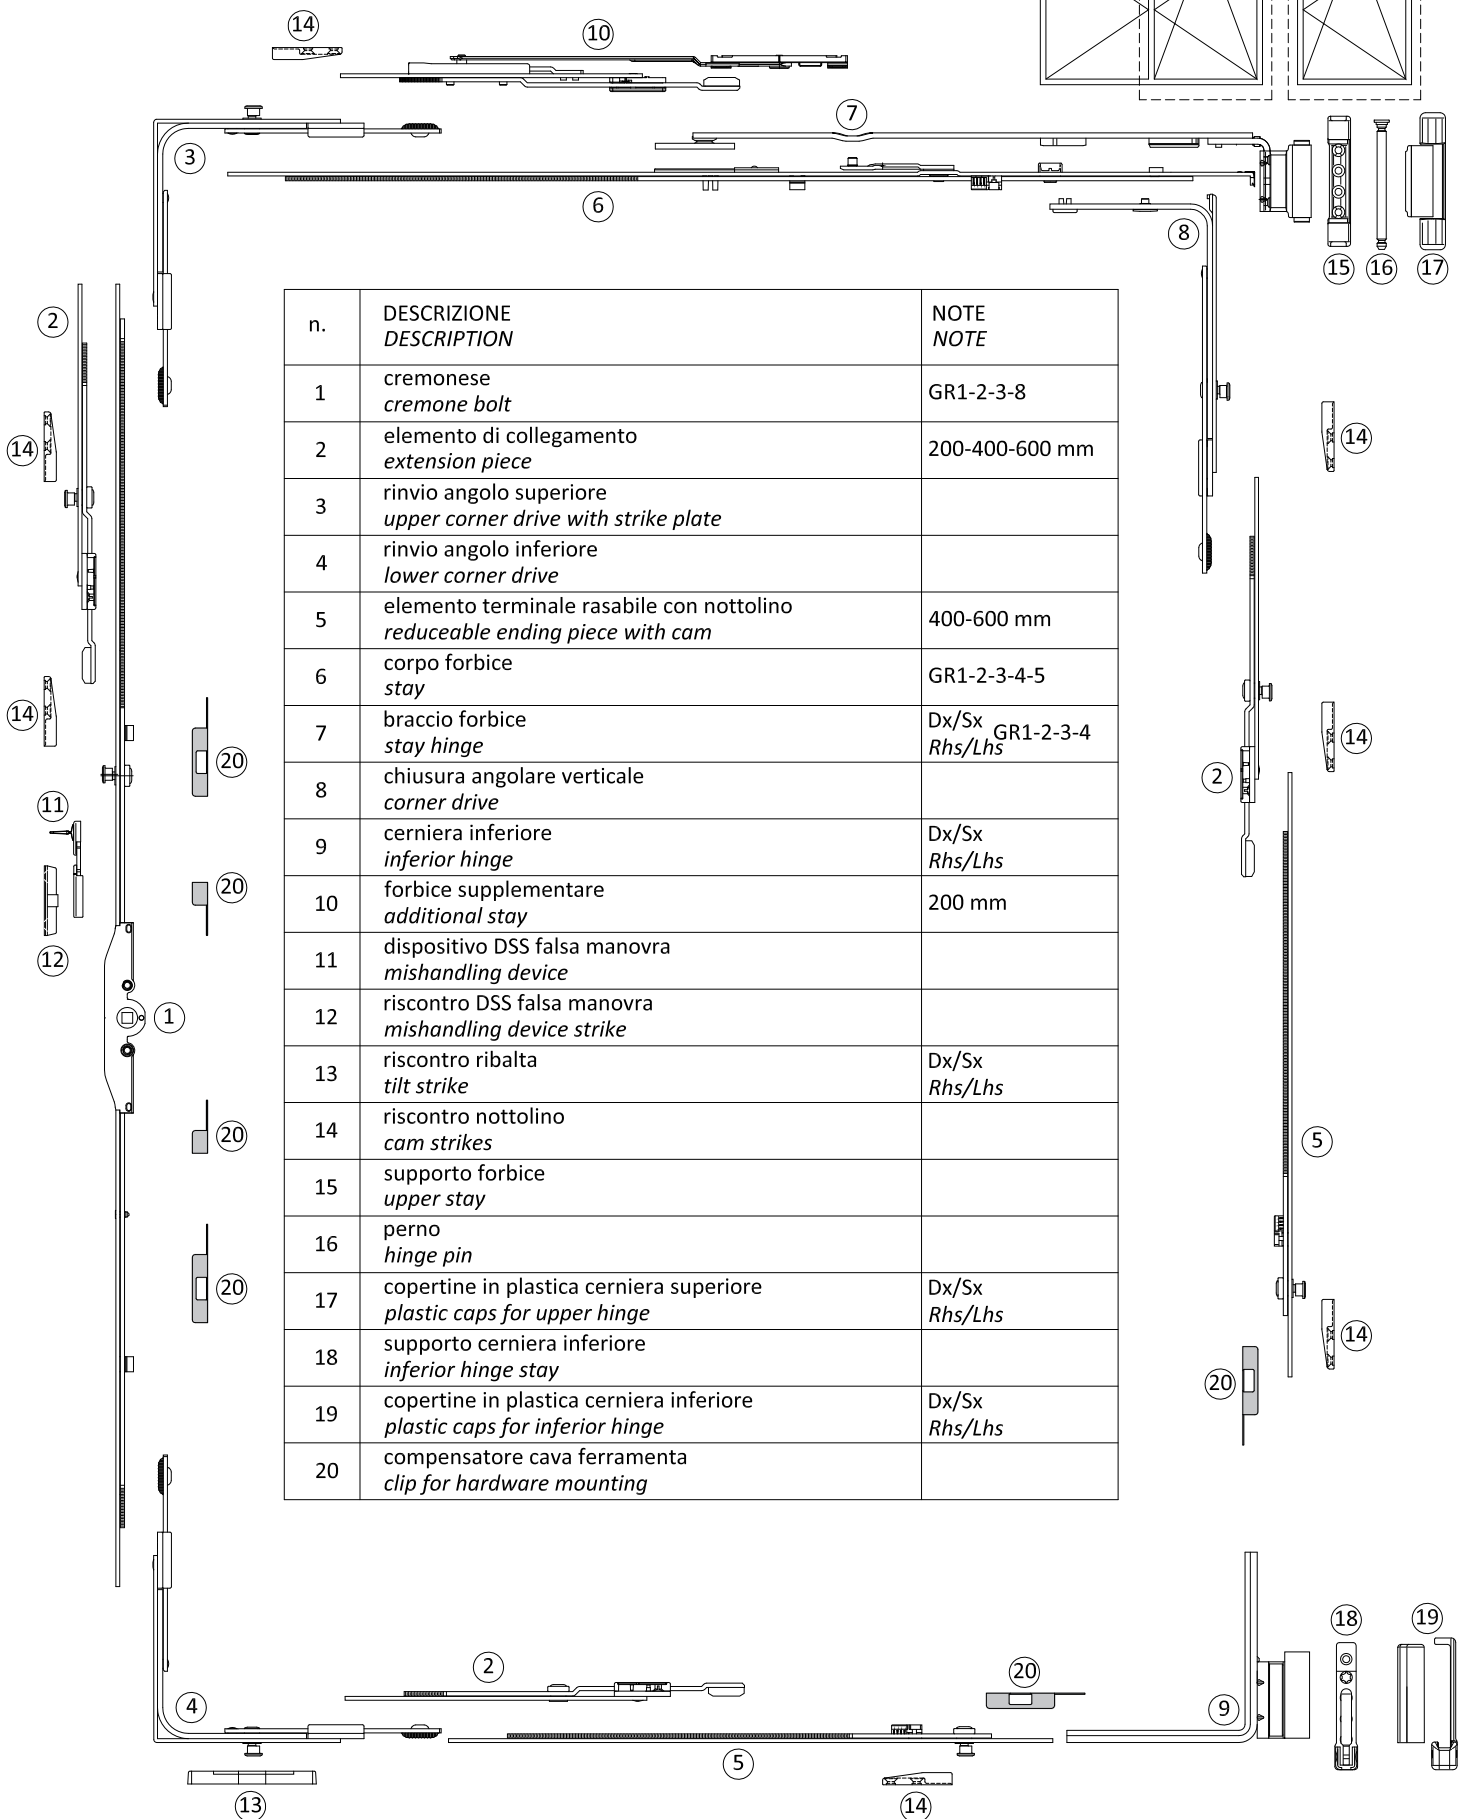 14
10
7
3
6
8
15
16
17
2
14
14
14
14
20
11
20
12
1
20
20
2
5
14
20
n.
DESCRIZIONE
DESCRIPTION
NOTE
NOTE
1
cremonese
cremone bolt
GR1-2-3-8
2
elemento di collegamento
extension piece
200-400-600 mm
3
rinvio angolo superiore
upper corner drive with strike plate
4
rinvio angolo inferiore
lower corner drive
5
elemento terminale rasabile con nottolino
reduceable ending piece with cam
400-600 mm
6
corpo forbice
stay
GR1-2-3-4-5
7
braccio forbice
stay hinge
Dx/Sx
Rhs/Lhs
GR1-2-3-4
8
chiusura angolare verticale
corner drive
9
cerniera inferiore
inferior hinge
Dx/Sx
Rhs/Lhs
10
forbice supplementare
additional stay
200 mm
11
dispositivo DSS falsa manovra
mishandling device
12
riscontro DSS falsa manovra
mishandling device strike
13
riscontro ribalta
tilt strike
Dx/Sx
Rhs/Lhs
14
riscontro nottolino
cam strikes
15
supporto forbice
upper stay
16
perno
hinge pin
17
copertine in plastica cerniera superiore
plastic caps for upper hinge
Dx/Sx
Rhs/Lhs
18
supporto cerniera inferiore
inferior hinge stay
19
copertine in plastica cerniera inferiore
plastic caps for inferior hinge
Dx/Sx
Rhs/Lhs
20
compensatore cava ferramenta
clip for hardware mounting
18
19
2
20
4
9
5
13
14